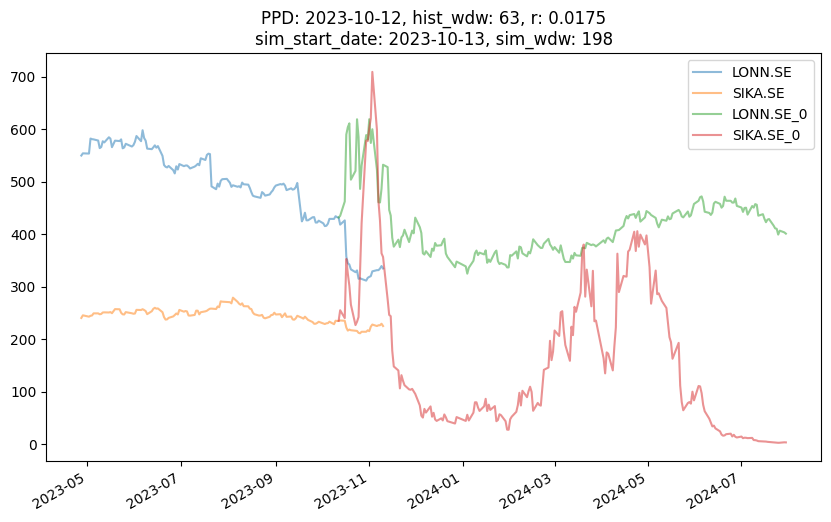 PPD: 2023-10-12, hist_wdw: 63, r: 0.0175
sim_start_date: 2023-10-13, sim_wdw: 198
LONN.SE
SIKA.SE
LONN.SE_0
SIKA.SE_0
700
600
500
400
300
200
100
0
2023-05
2023-07
2023-09
2023-11
2024-01
2024-03
2024-05
2024-07